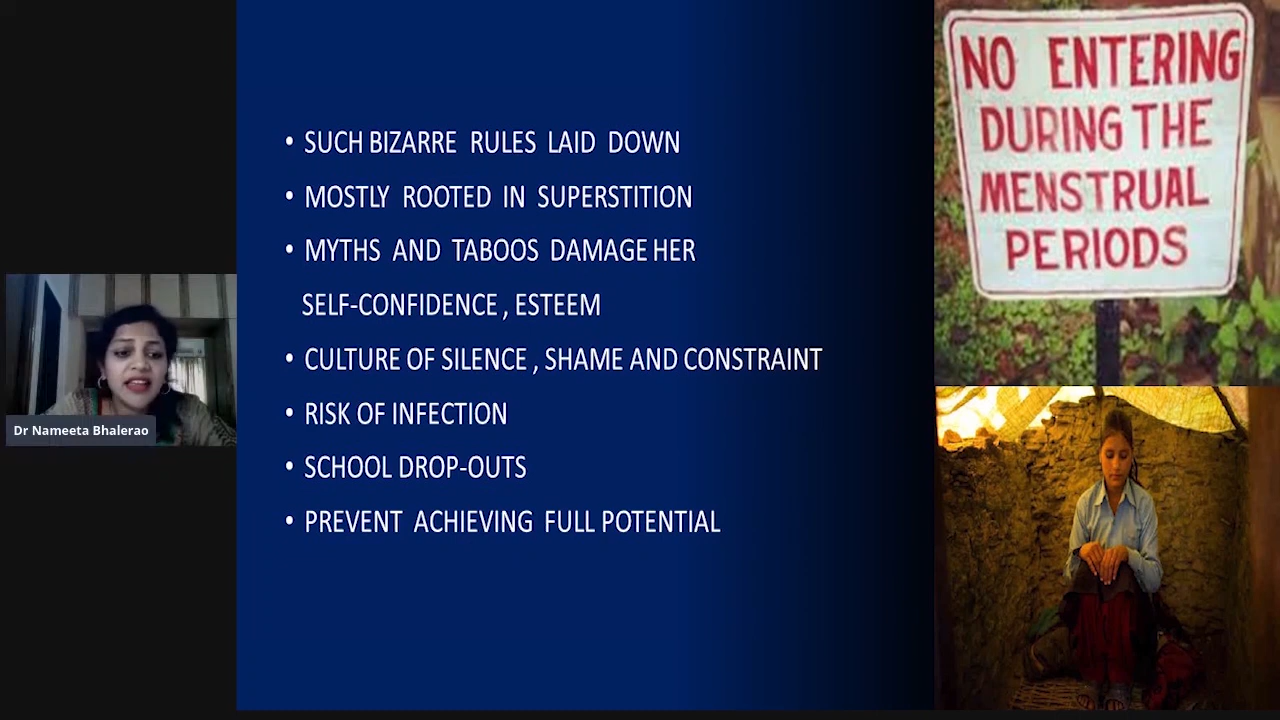 • SUCH BIZARRE RULES LAID DOWN
• MOSTLY ROOTED IN SUPERSTITION
• MYTHS AND TABOOS DAMAGE HER
SELF-CONFIDENCE , ESTEEM
• CULTURE OF SILENCE , SHAME AND CONSTRAINT
• RISK OF INFECTION
• SCHOOL DROP-OUTS
• PREVENT ACHIEVING FULL POTENTIAL
NO ENTERING
DURING THE
MENSTRUAL
PERIODS
Dr Nameeta Bhalerao